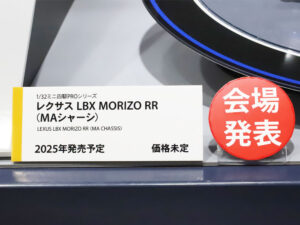 1/32ミニ四駆PROシリーズ
レクサス LBX MORIZO RR
(MAシャーシ)
LEXUS LBX MORIZO RR (MA CHASSIS)
2025年発売予定 価格未定
会場
発表